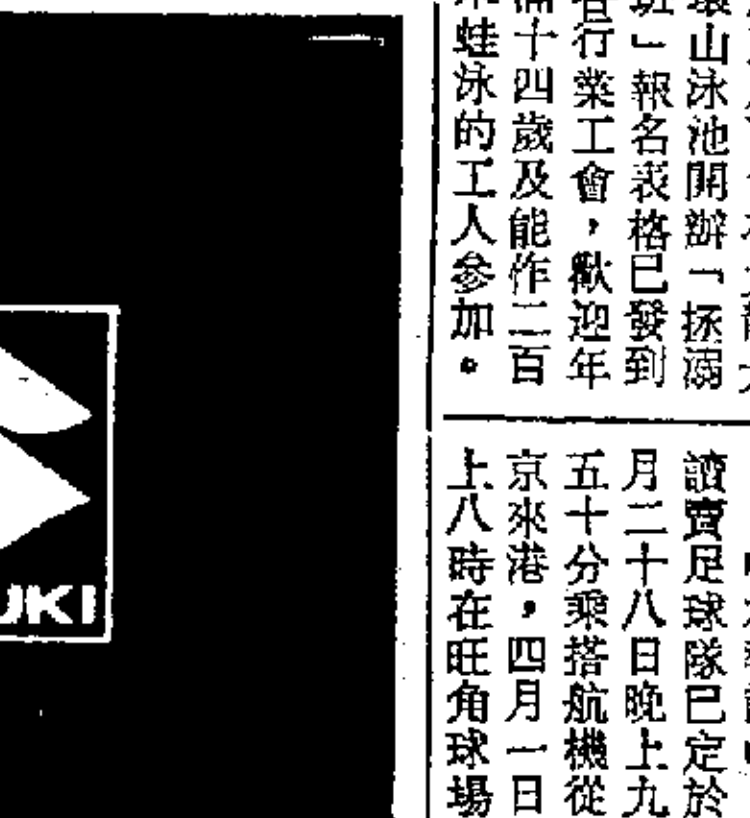 環山泳池開辦「拯溺
班」報名表格已發到
各行業工會，歡迎年
滿十四歲及能作二百
米蛙泳的工人參加。
讀賣足球隊已定於
月二十八日晚上九
五十分乘搭航機從
京來港，四月一日
上八時在旺角球場
UKI